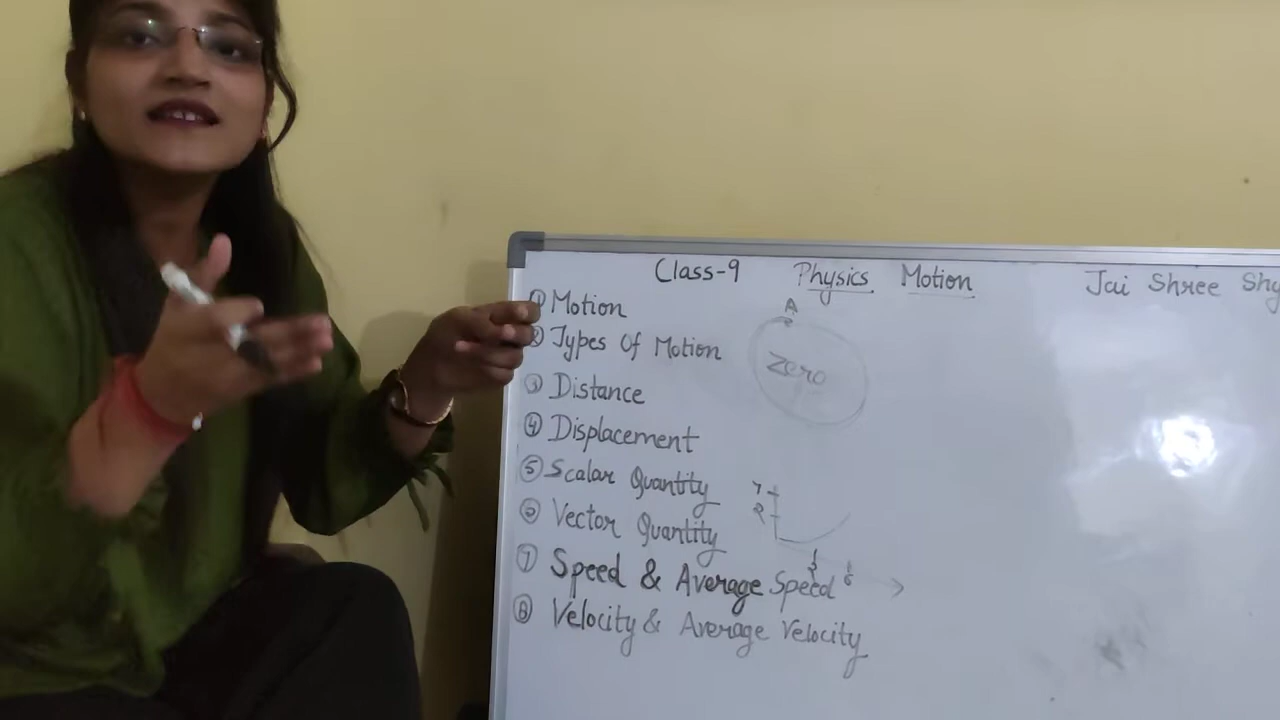 Class-9 Physics Motion Jai Shree Shy
① Motion
② Types Of Motion
③ Distance
④ Displacement
⑤ Scalar Quantity
⑥ Vector Quantity
⑦ Speed & Average Speed
⑧ Velocity & Average Velocity
A
Zero